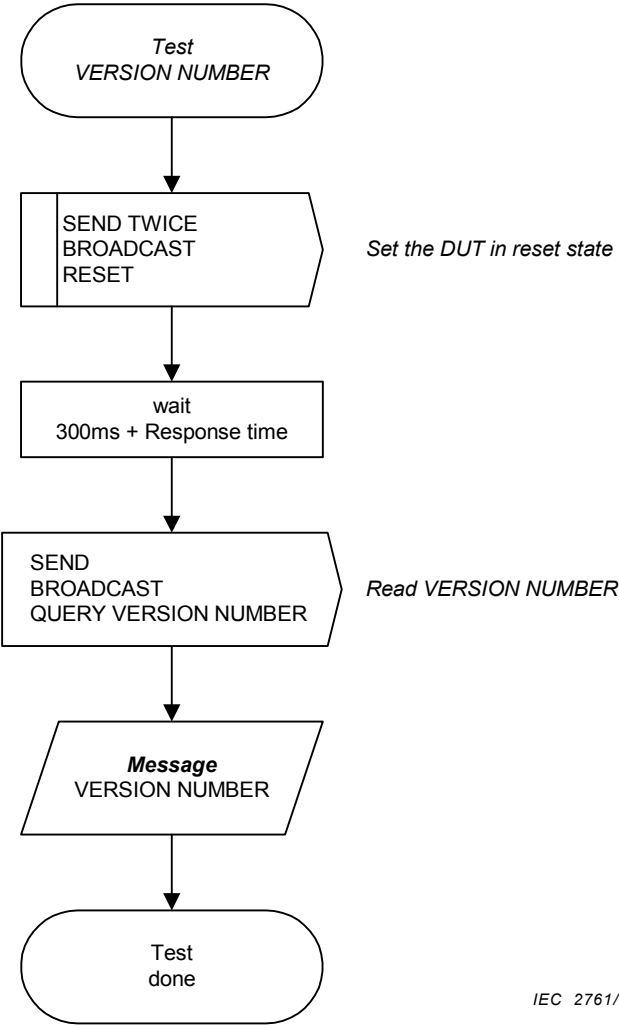 Test
VERSION NUMBER
SEND TWICE
BROADCAST
RESET
Set the DUT in reset state
wait
300ms + Response time
SEND
BROADCAST
QUERY VERSION NUMBER
Read VERSION NUMBER
Message
VERSION NUMBER
Test
done
IEC 2761/